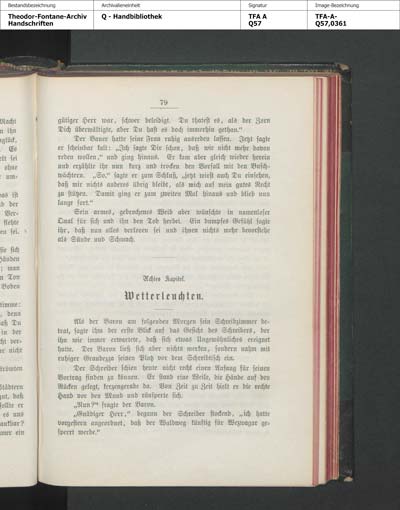 Bestandsbezeichnung
Archivalieneinheit
Signatur
Image-Bezeichnung
Theodor-Fontane-Archiv
Handschriften
Q - Handbibliothek
TFA A
Q57
TFA-A-
Q57,0361
79
gütiger Herr war, schwer beleidigt. Du thatest es, als der Zorn
Dich überwältigte, aber Du hast es doch immerhin gethan."
Der Bauer hatte seine Frau ruhig ausreden lassen. Jetzt sagte
er scheinbar kalt: „Ich sagte Dir schon, daß wir nicht mehr davon
reden wollen," und ging hinaus. Er kam aber gleich wieder herein
und erzählte ihr nun kurz und trocken den Vorfall mit den Busch-
wächtern. „So." sagte er zum Schluß, „jetzt wirst auch Du einsehen,
daß mir nichts anderes übrig bleibt, als mich auf mein gutes Recht
zu stützen. Damit ging er zum zweiten Mal hinaus und blieb nun
lange fort."
Sein armes, gebrochenes Weib aber wünschte in namenloser
Qual für sich und ihn den Tod herbei. Ein dumpfes Gefühl sagte
ihr, daß nun alles verloren sei und ihnen nichts mehr bevorstehe
als Sünde und Schmach.
Achtes Kapitel.
Wetterleuchten.
Als der Baron am folgenden Morgen sein Schreibzimmer be-
trat, sagte ihm der erste Blick auf das Gesicht des Schreibers, der
ihn wie immer erwartete, daß sich etwas Ungewöhnliches ereignet
hatte. Der Baron ließ sich aber nichts merken, sondern nahm mit
ruhiger Grandezza seinen Platz vor dem Schreibtisch ein.
Der Schreiber schien heute nicht recht einen Anfang für seinen
Vortrag finden zu können. Er stand eine Weile, die Hände auf den
Rücken gelegt, kerzengerade da. Von Zeit zu Zeit hielt er die rechte
Hand vor den Mund und räusperte sich.
„Nun?" fragte der Baron.
„Gnädiger Herr," begann der Schreiber stockend, „ich hatte
vorgestern angeordnet, daß der Waldweg künftig für Wezwagar ge-
sperrt werde."